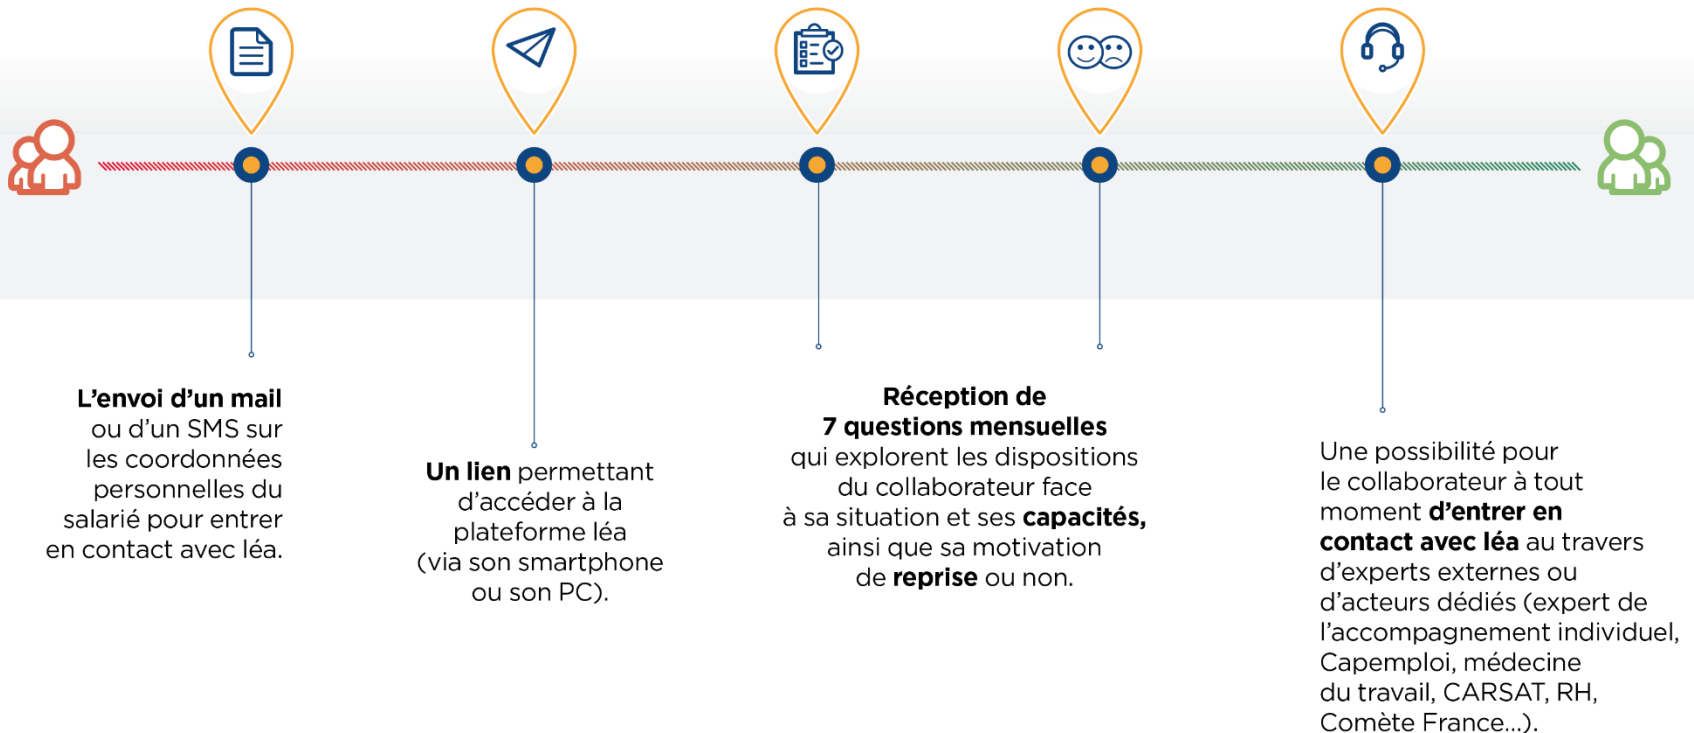 L’envoi d’un mail
ou d’un SMS sur
les coordonnées
personnelles du
salarié pour entrer
en contact avec léa.
Un lien permettant
d’accéder à la
plateforme léa
(via son smartphone
ou son PC).
Réception de
7 questions mensuelles
qui explorent les dispositions
du collaborateur face
à sa situation et ses capacités,
ainsi que sa motivation
de reprise ou non.
Une possibilité pour
le collaborateur à tout
moment d’entrer en
contact avec léa au travers
d’experts externes ou
d’acteurs dédiés (expert de
l’accompagnement individuel,
Capemploi, médecine
du travail, CARSAT, RH,
Comète France...).